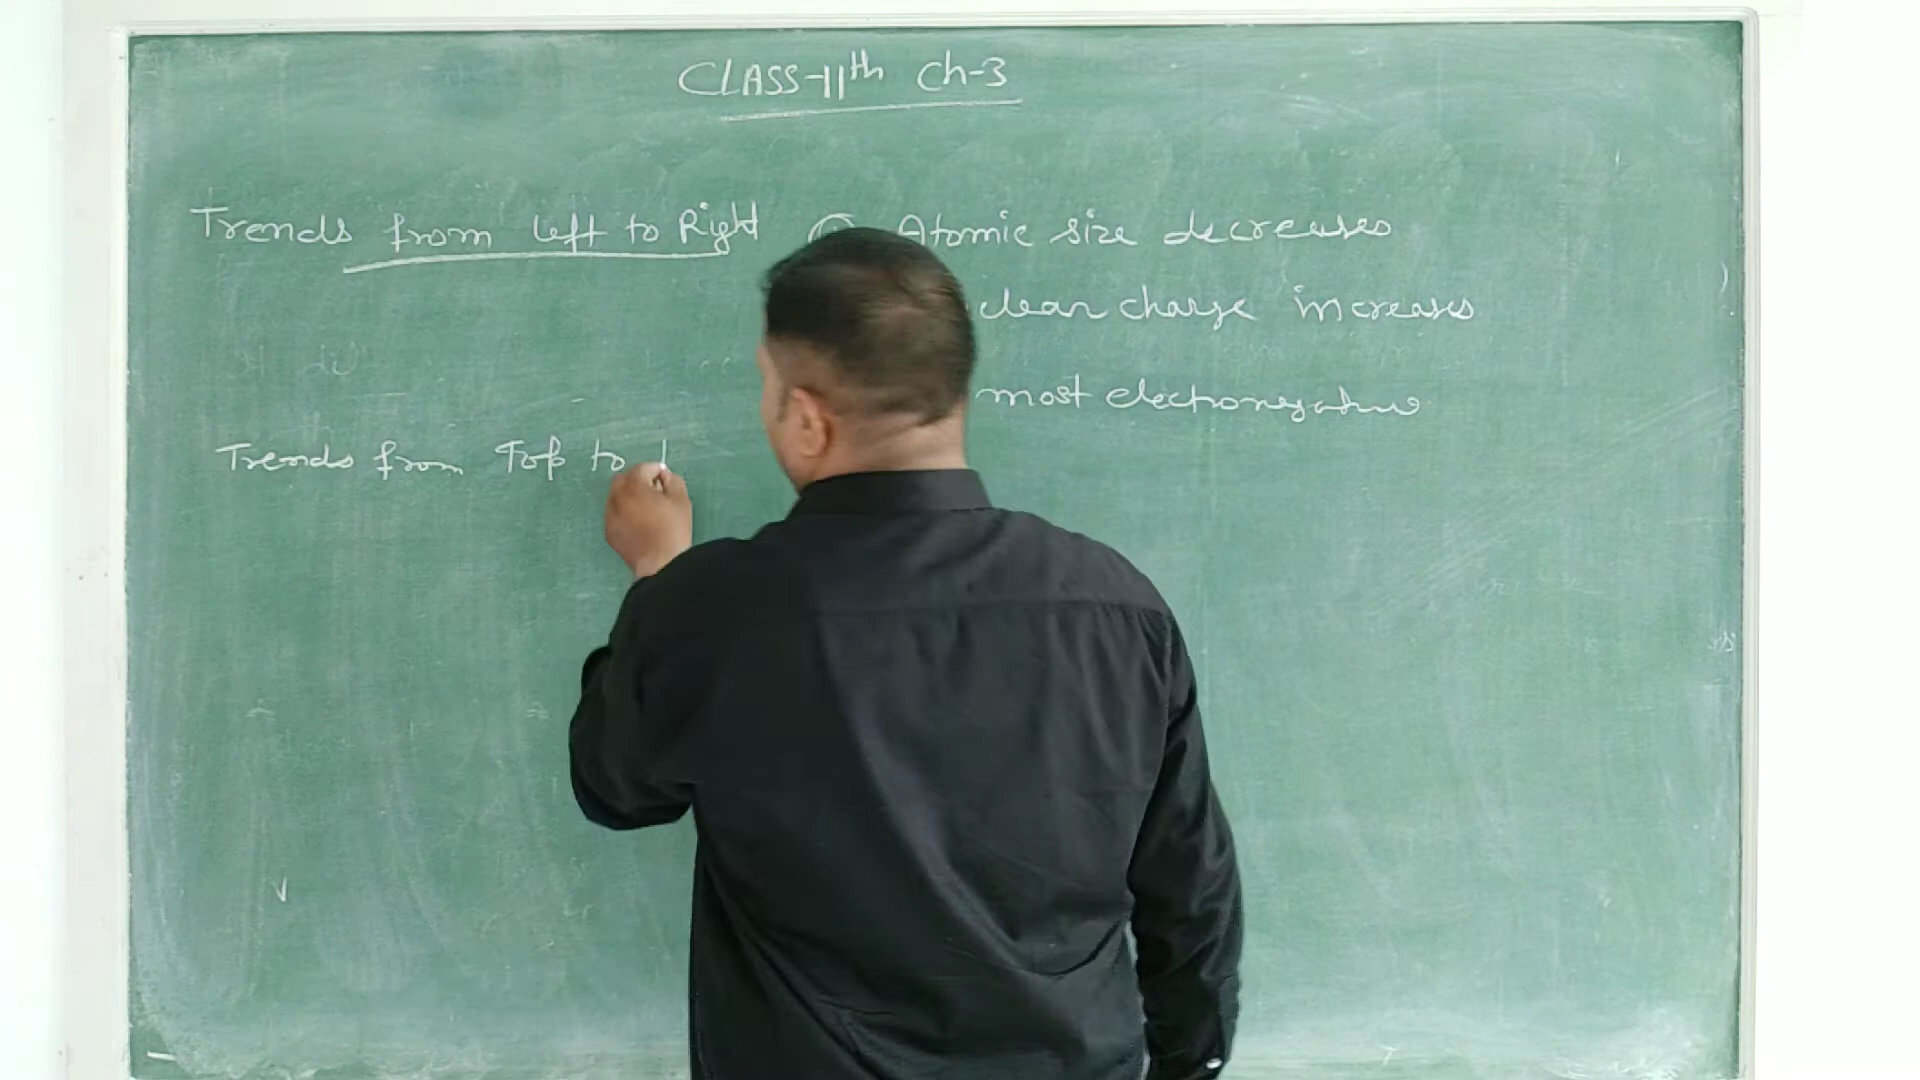 CLASS-11th Ch-3
Trends from left to Right ① Atomic size decreases
clear charge increases
most electronegative
Trends from Top to